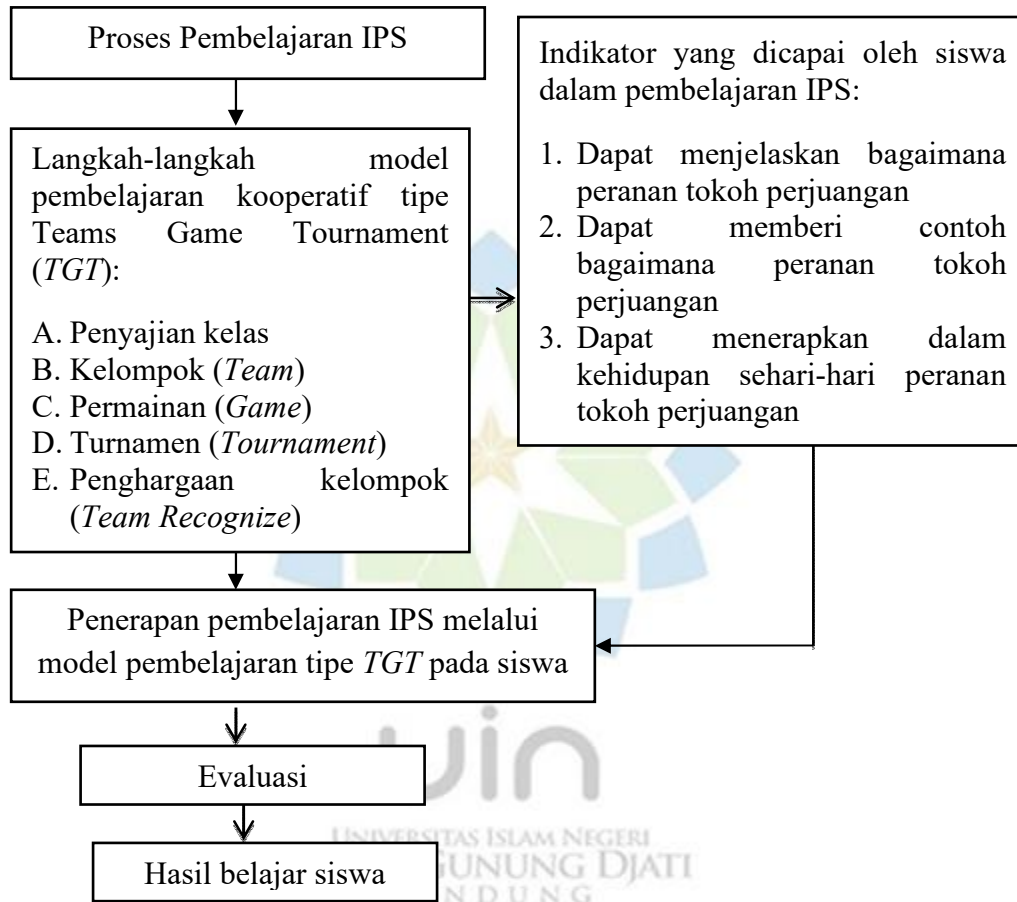 Proses Pembelajaran IPS
Langkah-langkah model
pembelajaran kooperatif tipe
Teams Game Tournament
(TGT):
A. Penyajian kelas
B. Kelompok (Team)
C. Permainan (Game)
D. Turnamen (Tournament)
E. Penghargaan kelompok
(Team Recognize)
Indikator yang dicapai oleh siswa
dalam pembelajaran IPS:
1. Dapat menjelaskan bagaimana
peranan tokoh perjuangan
2. Dapat memberi contoh
bagaimana peranan tokoh
perjuangan
3. Dapat menerapkan dalam
kehidupan sehari-hari peranan
tokoh perjuangan
Penerapan pembelajaran IPS melalui
model pembelajaran tipe TGT pada siswa
Evaluasi
Hasil belajar siswa
uin
UNIVERSITAS ISLAM NEGERI
GUNUNG DJATI
NDUNG